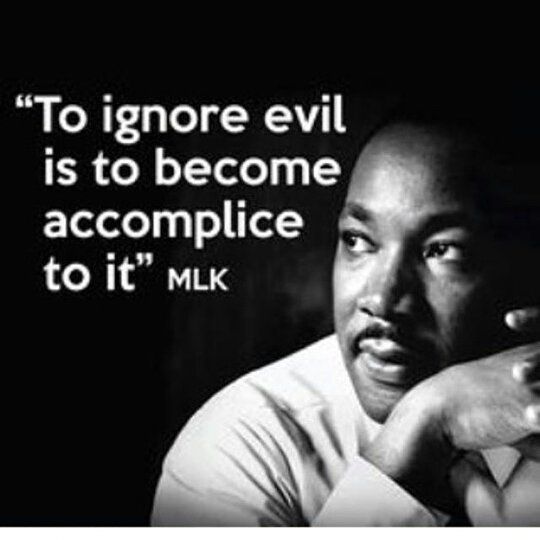 “To ignore evil
is to become
accomplice
to it” MLK